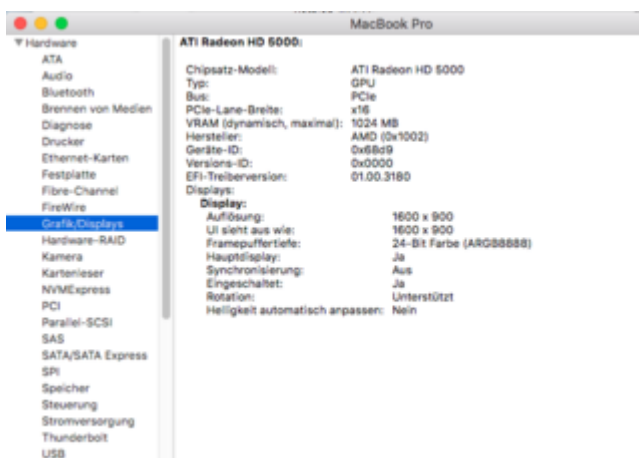 MacBook Pro
Hardware
ATA
Audio
Bluetooth
Brennen von Medien
Diagnose
Drucker
Ethernet-Karten
Festplatte
Fibre-Channel
FireWire
Grafik/Displays
Hardware-RAID
Kamera
Kartenleser
NVMExpress
PCI
Parallel-SCSI
SAS
SATA/SATA Express
SPI
Speicher
Steuerung
Stromversorgung
Thunderbolt
USB
ATI Radeon HD 5000:
Chipsatz-Modell: ATI Radeon HD 5000
Typ: GPU
Bus: PCIe
PCIe-Lane-Breite: x16
VRAM (dynamisch, maximal): 1024 MB
Hersteller: AMD (0x1002)
Geräte-ID: 0x68d9
Versions-ID: 0x0000
EFI-Treiberversion: 01.00.3180
Displays:
Display:
Auflösung: 1600 x 900
UI sieht aus wie: 1600 x 900
Framepuffertiefe: 24-Bit Farbe (ARGB8888)
Hauptdisplay: Ja
Synchronisierung: Aus
Eingeschaltet: Ja
Rotation: Unterstützt
Helligkeit automatisch anpassen: Nein